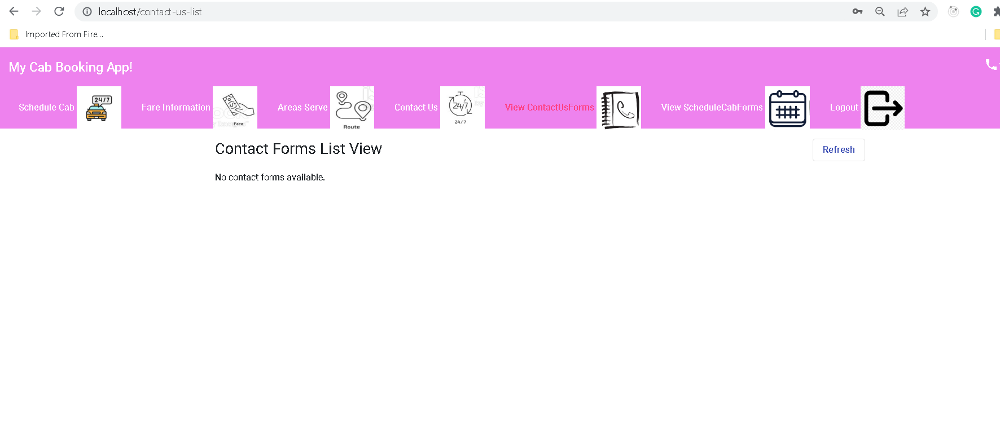 localhost/contact-us-list
Imported From Fire...
My Cab Booking App!
Schedule Cab 24/7 Fare Information Fare Areas Serve Route Contact Us 24/7 24/7 View ContactUsForms View ScheduleCabForms Logout
Contact Forms List View Refresh
No contact forms available.